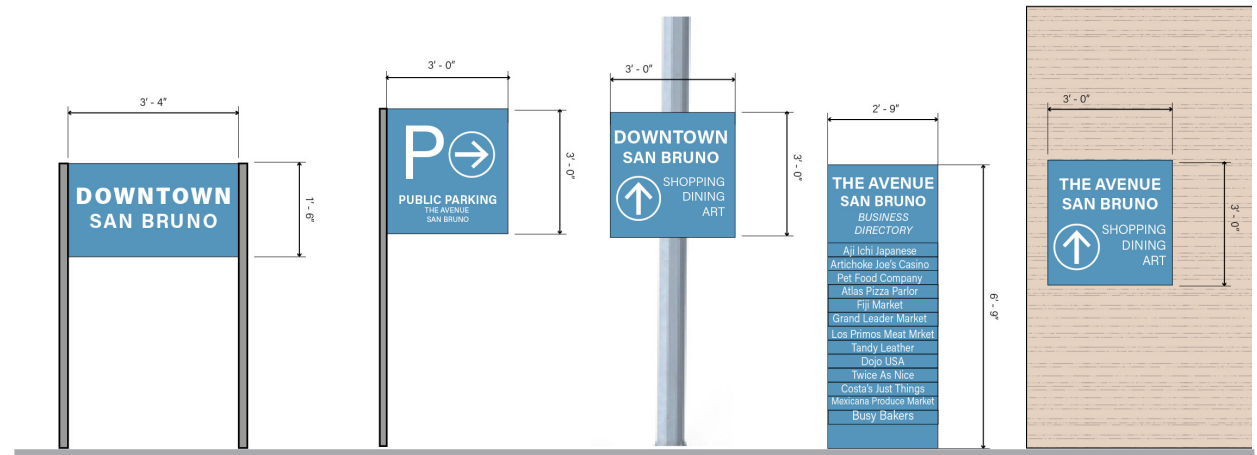 3' - 4"
DOWNTOWN
SAN BRUNO
1' - 6"
3' - 0"
P
PUBLIC PARKING
THE AVENUE
SAN BRUNO
3' - 0"
3' - 0"
DOWNTOWN
SAN BRUNO
SHOPPING
DINING
ART
3' - 0"
2' - 9"
THE AVENUE
SAN BRUNO
BUSINESS
DIRECTORY
Aji Ichi Japanese
Artichoke Joe's Casino
Pet Food Company
Atlas Pizza Parlor
Fiji Market
Grand Leader Market
Los Primos Meat Mrket
Tandy Leather
Dojo USA
Twice As Nice
Costa's Just Things
Mexicana Produce Market
Busy Bakers
6' - 9"
3' - 0"
THE AVENUE
SAN BRUNO
SHOPPING
DINING
ART
3' - 0"